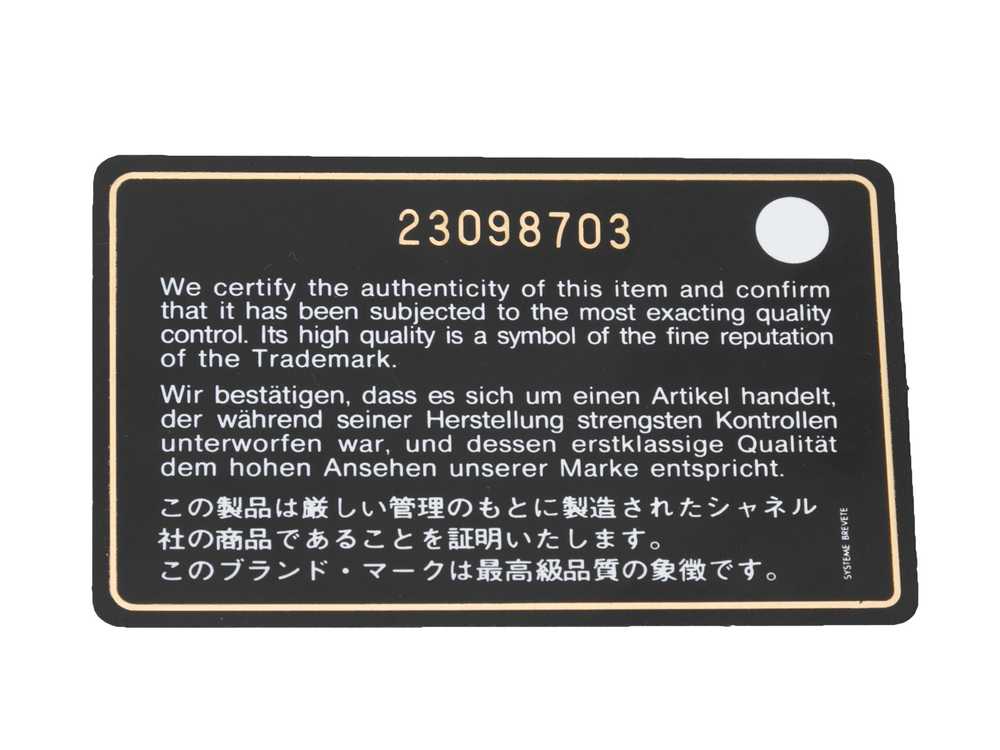 23098703
We certify the authenticity of this item and confirm
that it has been subjected to the most exacting quality
control. Its high quality is a symbol of the fine reputation
of the Trademark.
Wir bestätigen, dass es sich um einen Artikel handelt,
der während seiner Herstellung strengsten Kontrollen
unterworfen war, und dessen erstklassige Qualität
dem hohen Ansehen unserer Marke entspricht.
この製品は厳しい管理のもとに製造されたシャネル
社の商品であることを証明いたします。
このブランド・マークは最高級品質の象徴です。
SYSTEME BREVETE